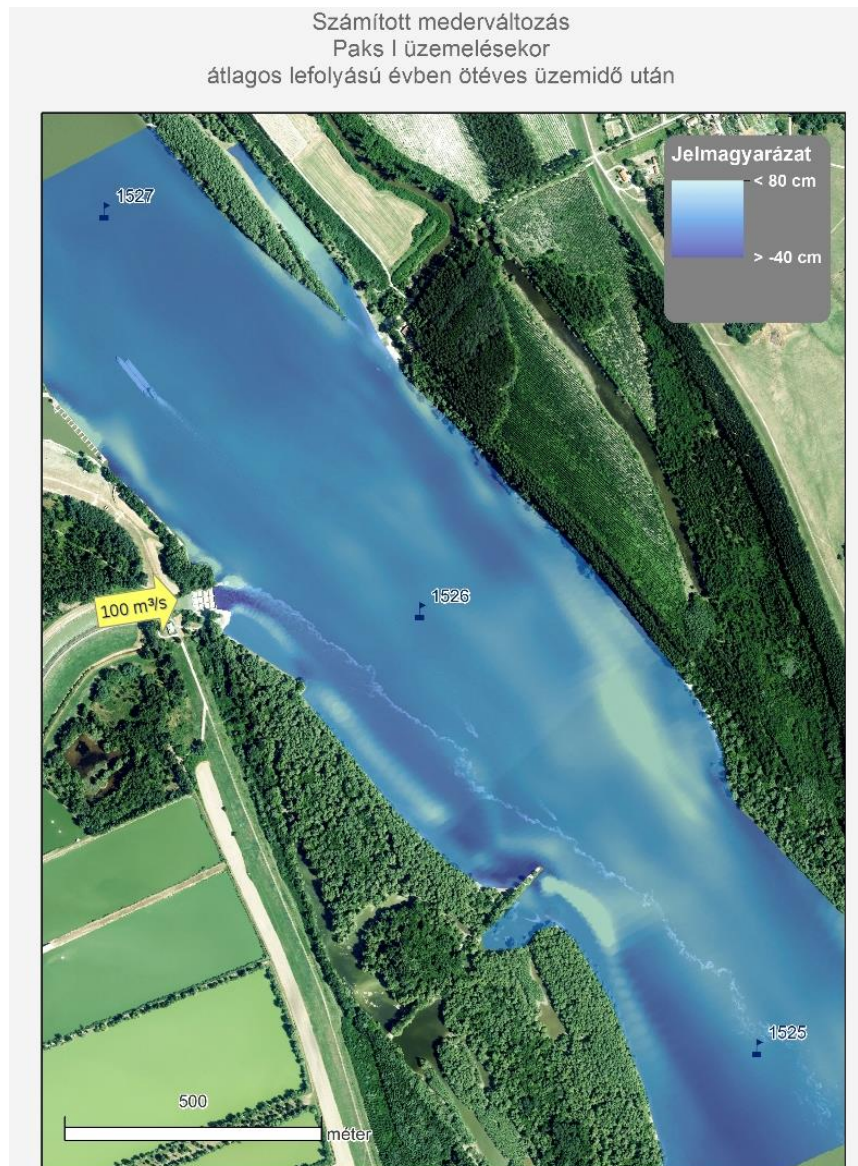 Számított mederváltozás
Paks I üzemelésekor
átlagos lefolyású évben ötéves üzemidő után
Jelmagyarázat
< 80 cm
> -40 cm
1527
1526
100 m³/s
1525
500
méter